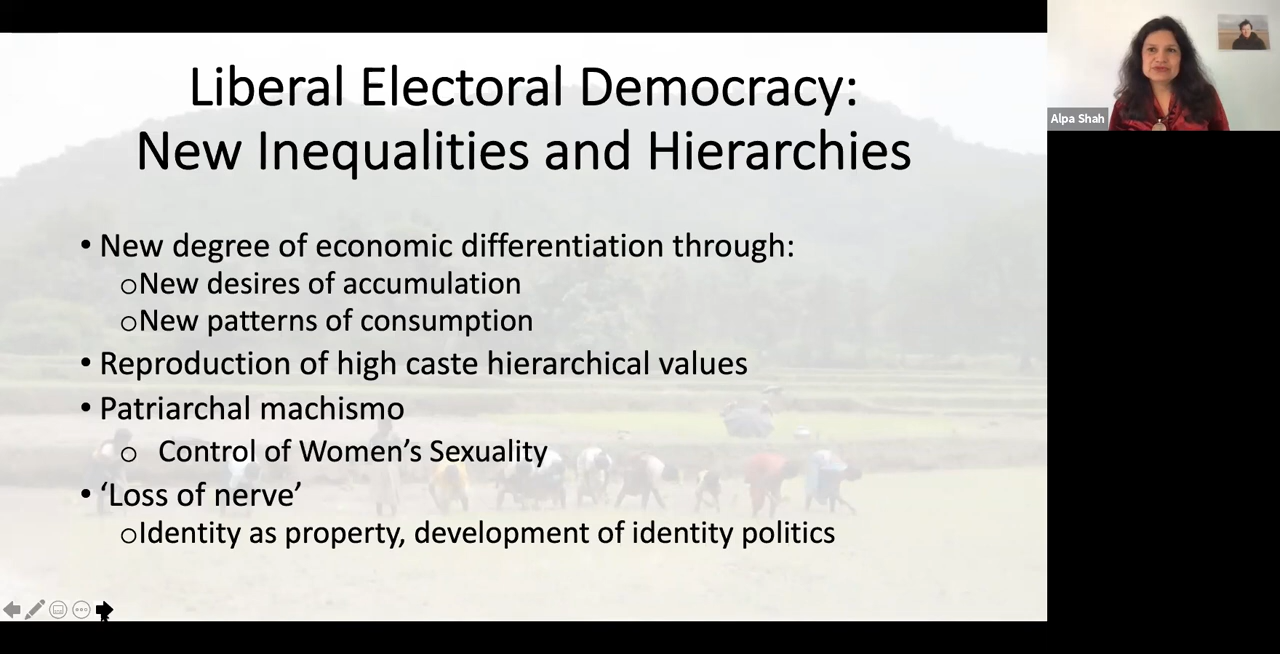 Liberal Electoral Democracy:
New Inequalities and Hierarchies
• New degree of economic differentiation through:
oNew desires of accumulation
oNew patterns of consumption
• Reproduction of high caste hierarchical values
• Patriarchal machismo
o Control of Women’s Sexuality
• ‘Loss of nerve’
oIdentity as property, development of identity politics
Alpa Shah